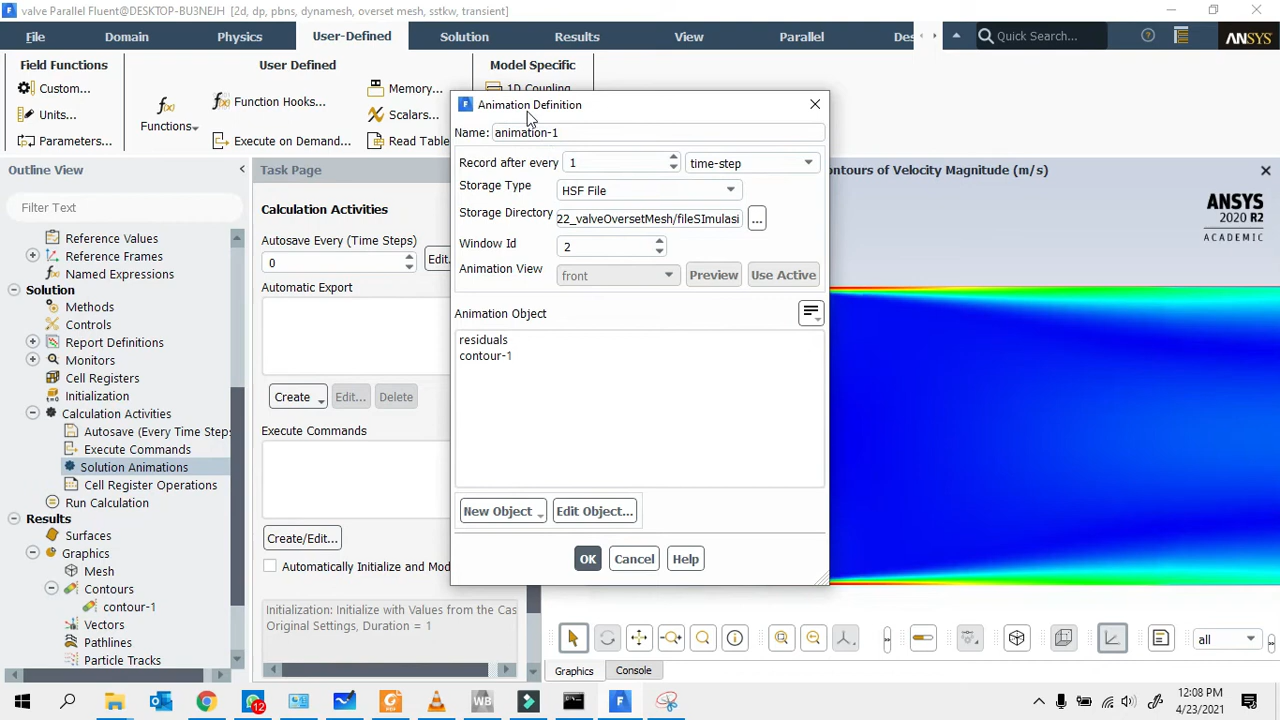 valve Parallel Fluent@DESKTOP-BU3NEJH [2d, dp, pbns, dynamesh, overset mesh, sstkw, transient]
File Domain Physics User-Defined Solution Results View Parallel Des Quick Search... ANSYS
Field Functions User Defined Model Specific
Custom... Memory... 1D Coupling
Units... Functions Function Hooks... Scalars...
Parameters... Execute on Demand... Read Table
Outline View
Filter Text
Reference Values
Reference Frames
Named Expressions
Solution
Methods
Controls
Report Definitions
Monitors
Cell Registers
Initialization
Calculation Activities
Autosave (Every Time Steps
Execute Commands
Solution Animations
Cell Register Operations
Run Calculation
Results
Surfaces
Graphics
Mesh
Contours
contour-1
Vectors
Pathlines
Particle Tracks
Task Page
Calculation Activities
Autosave Every (Time Steps)
0 Edit..
Automatic Export
Create Edit... Delete
Execute Commands
Create/Edit...
Automatically Initialize and Mod
Initialization: Initialize with Values from the Cas
Original Settings, Duration = 1
Animation Definition
Name: animation-1
Record after every 1 time-step
Storage Type HSF File
Storage Directory 22_valveOversetMesh/fileSImulasi ...
Window Id 2
Animation View front Preview Use Active
Animation Object
residuals
contour-1
New Object Edit Object...
OK Cancel Help
ontours of Velocity Magnitude (m/s)
ANSYS
2020 R2
all
Graphics Console
12
WB
12:08 PM
4/23/2021